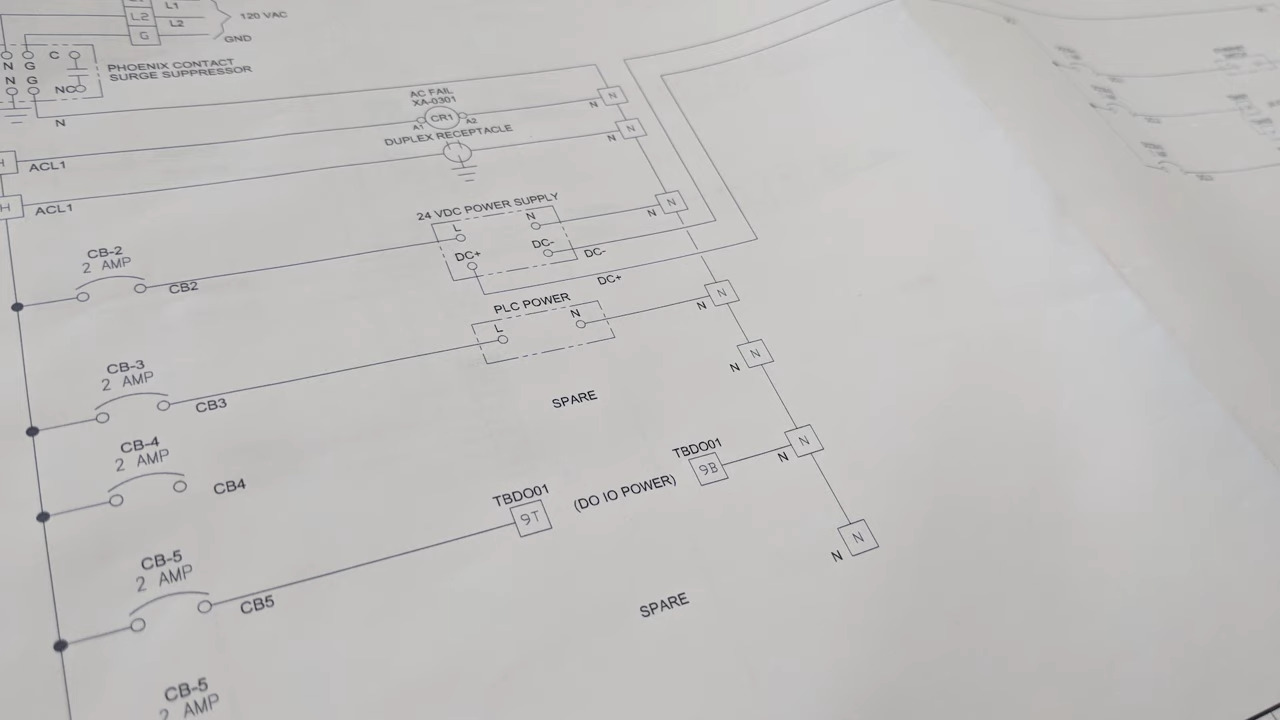 L1
L2
L2
120 VAC
G
GND
N
G
C
N
G
NO
PHOENIX CONTACT
SURGE SUPPRESSOR
N
AC FAIL
XA-0301
A1
CR1
A2
N
N
H
ACL1
DUPLEX RECEPTACLE
N
N
H
ACL1
24 VDC POWER SUPPLY
L
N
N
N
DC+
DC-
DC-
DC+
CB-2
2 AMP
CB2
PLC POWER
L
N
N
N
CB-3
2 AMP
CB3
N
N
SPARE
CB-4
2 AMP
CB4
TBDO01
9T
(DO IO POWER)
TBDO01
9B
N
N
CB-5
2 AMP
CB5
N
N
SPARE
CB-5
2 AMP